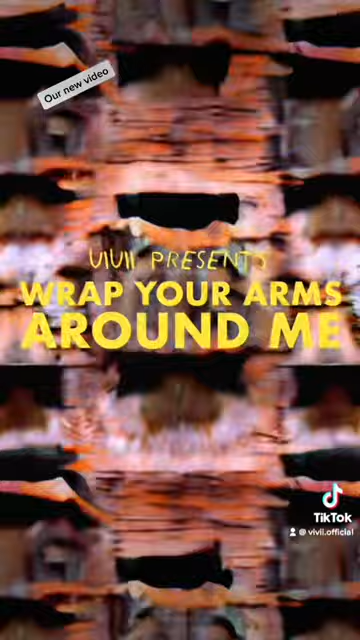 Our new video
VIVII PRESENTS
WRAP YOUR ARMS
AROUND ME
TikTok
@ vivii.official